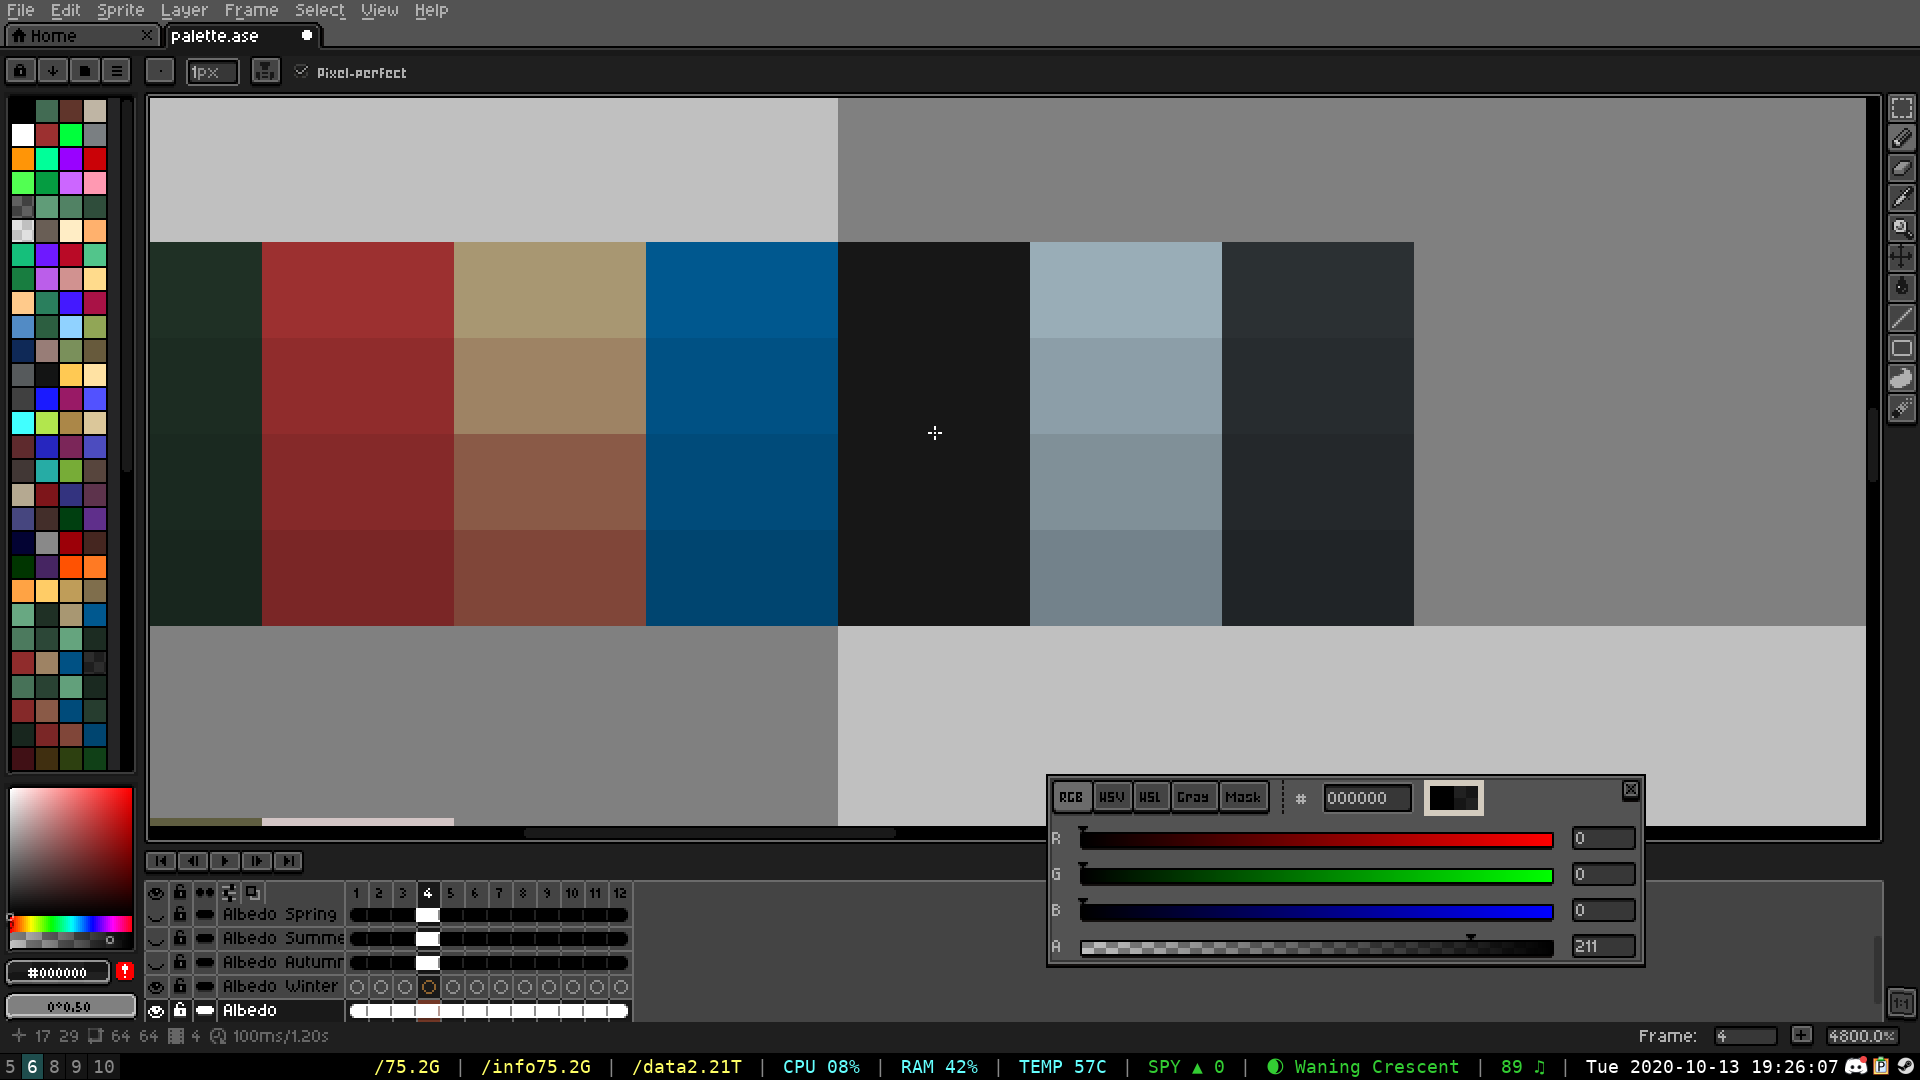 File Edit Sprite Layer Frame Select View Help
Home palette.ase
1px Pixel-perfect
RGB HSV HSL Gray Mask # 000000
R 0
G 0
B 0
A 211
1 2 3 4 5 6 7 8 9 10 11 12
Albedo Spring
Albedo Summe
Albedo Autumn
Albedo Winter
Albedo
#000000 !
0*0.50
17 29 64 64 4 100ms/1.20s Frame: 4 4800.0%
1:1
5 6 8 9 10 /75.2G | /info75.2G | /data2.21T | CPU 08% | RAM 42% | TEMP 57C | SPY ▲ 0 | Waning Crescent | 89 ♫ | Tue 2020-10-13 19:26:07